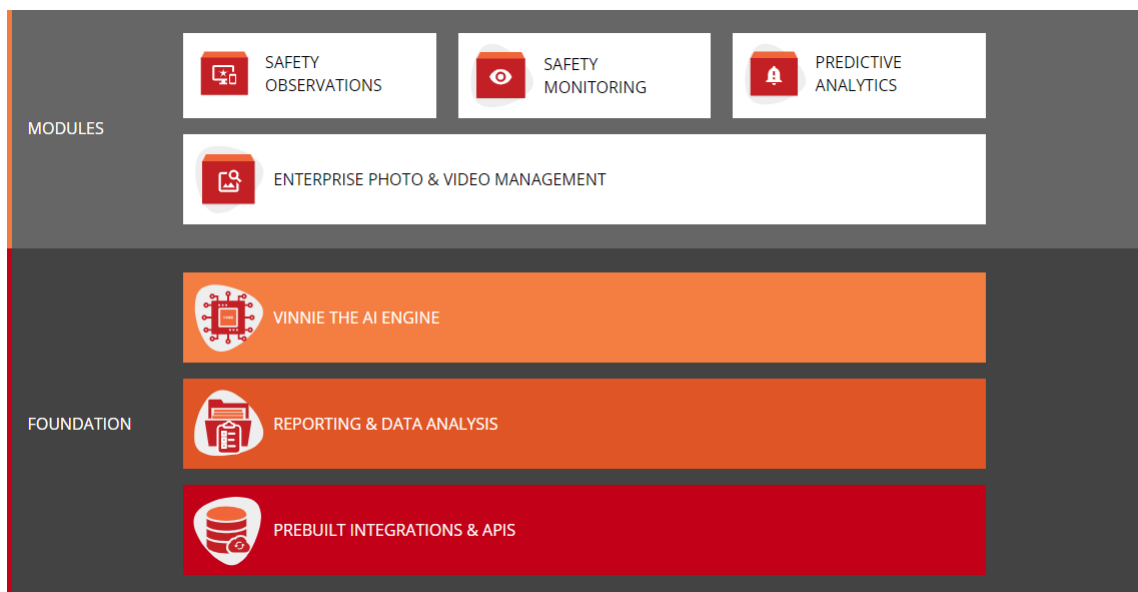 MODULES
SAFETY
OBSERVATIONS
SAFETY
MONITORING
PREDICTIVE
ANALYTICS
ENTERPRISE PHOTO & VIDEO MANAGEMENT
FOUNDATION
VINNIE THE AI ENGINE
REPORTING & DATA ANALYSIS
PREBUILT INTEGRATIONS & APIS